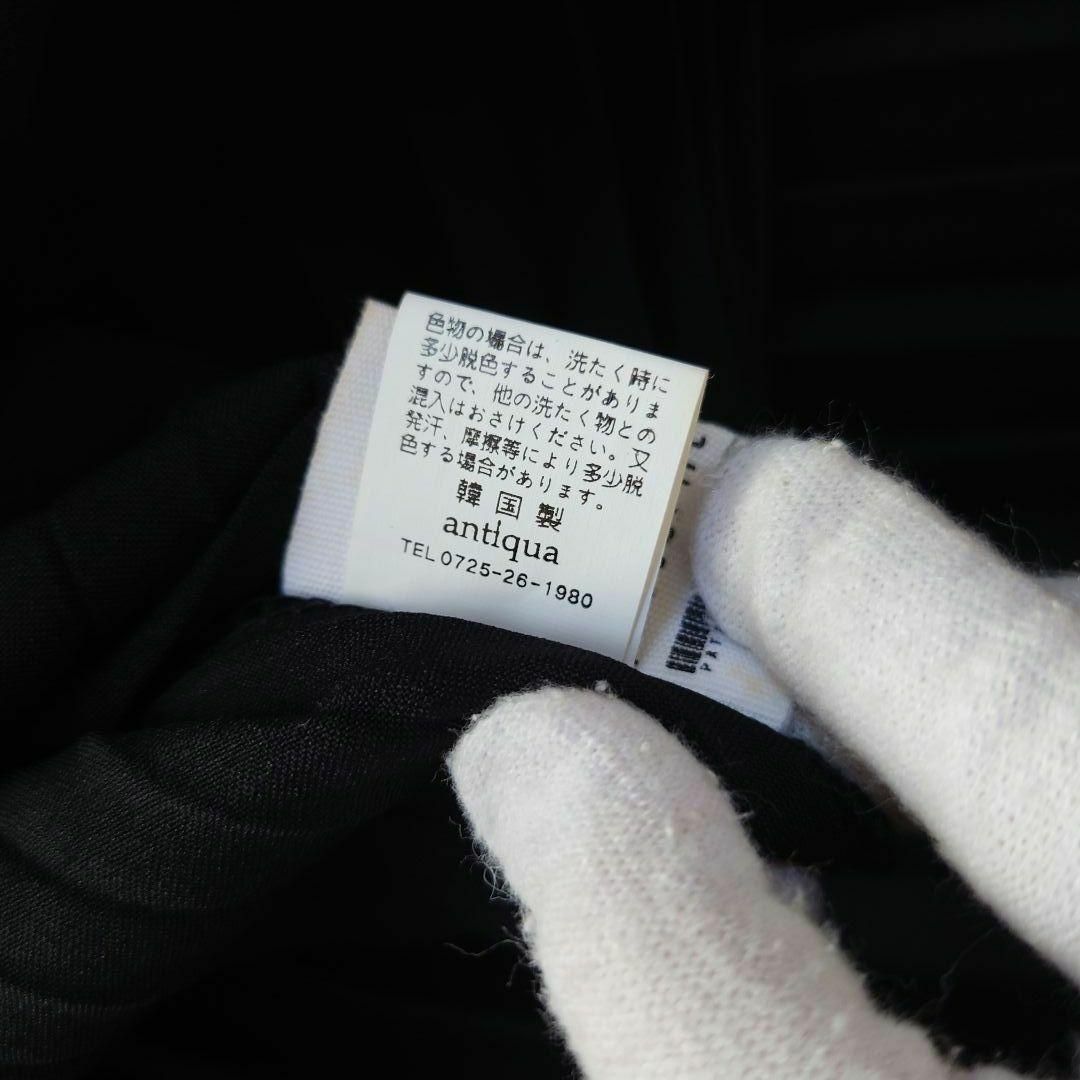 色物の場合は、洗たく時に
多少脱色することがありま
すので、他の洗たく物との
混入はおさけください。又
発汗、摩擦等により多少脱
色する場合があります。
韓国製
antiqua
TEL0725-26-1980